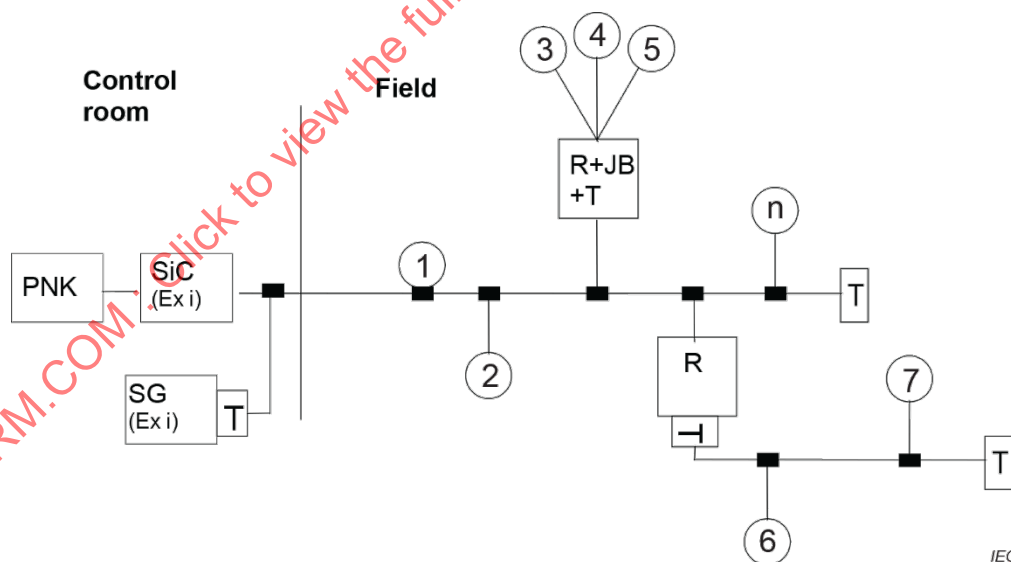 Control
room
Field
3
4
5
R+JB
+T
n
PNK
SiC
(Ex i)
1
T
2
R
SG
(Ex i)
T
T
7
T
6
IEC
RM.COM : Click to view the ful